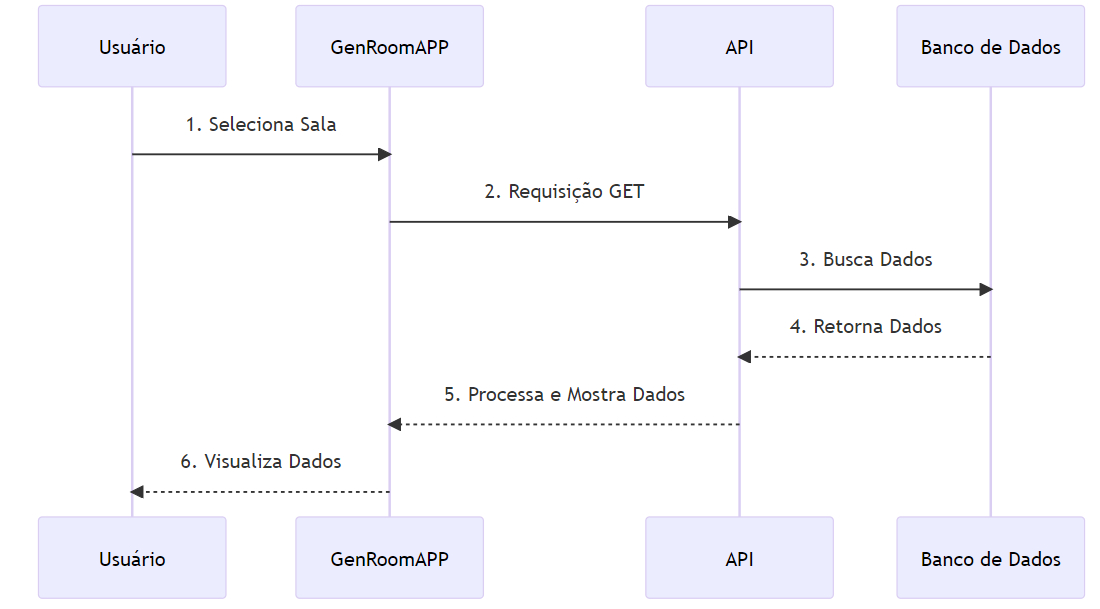 Usuário
GenRoomAPP
API
Banco de Dados
1. Seleciona Sala
2. Requisição GET
3. Busca Dados
4. Retorna Dados
5. Processa e Mostra Dados
6. Visualiza Dados
Usuário
GenRoomAPP
API
Banco de Dados